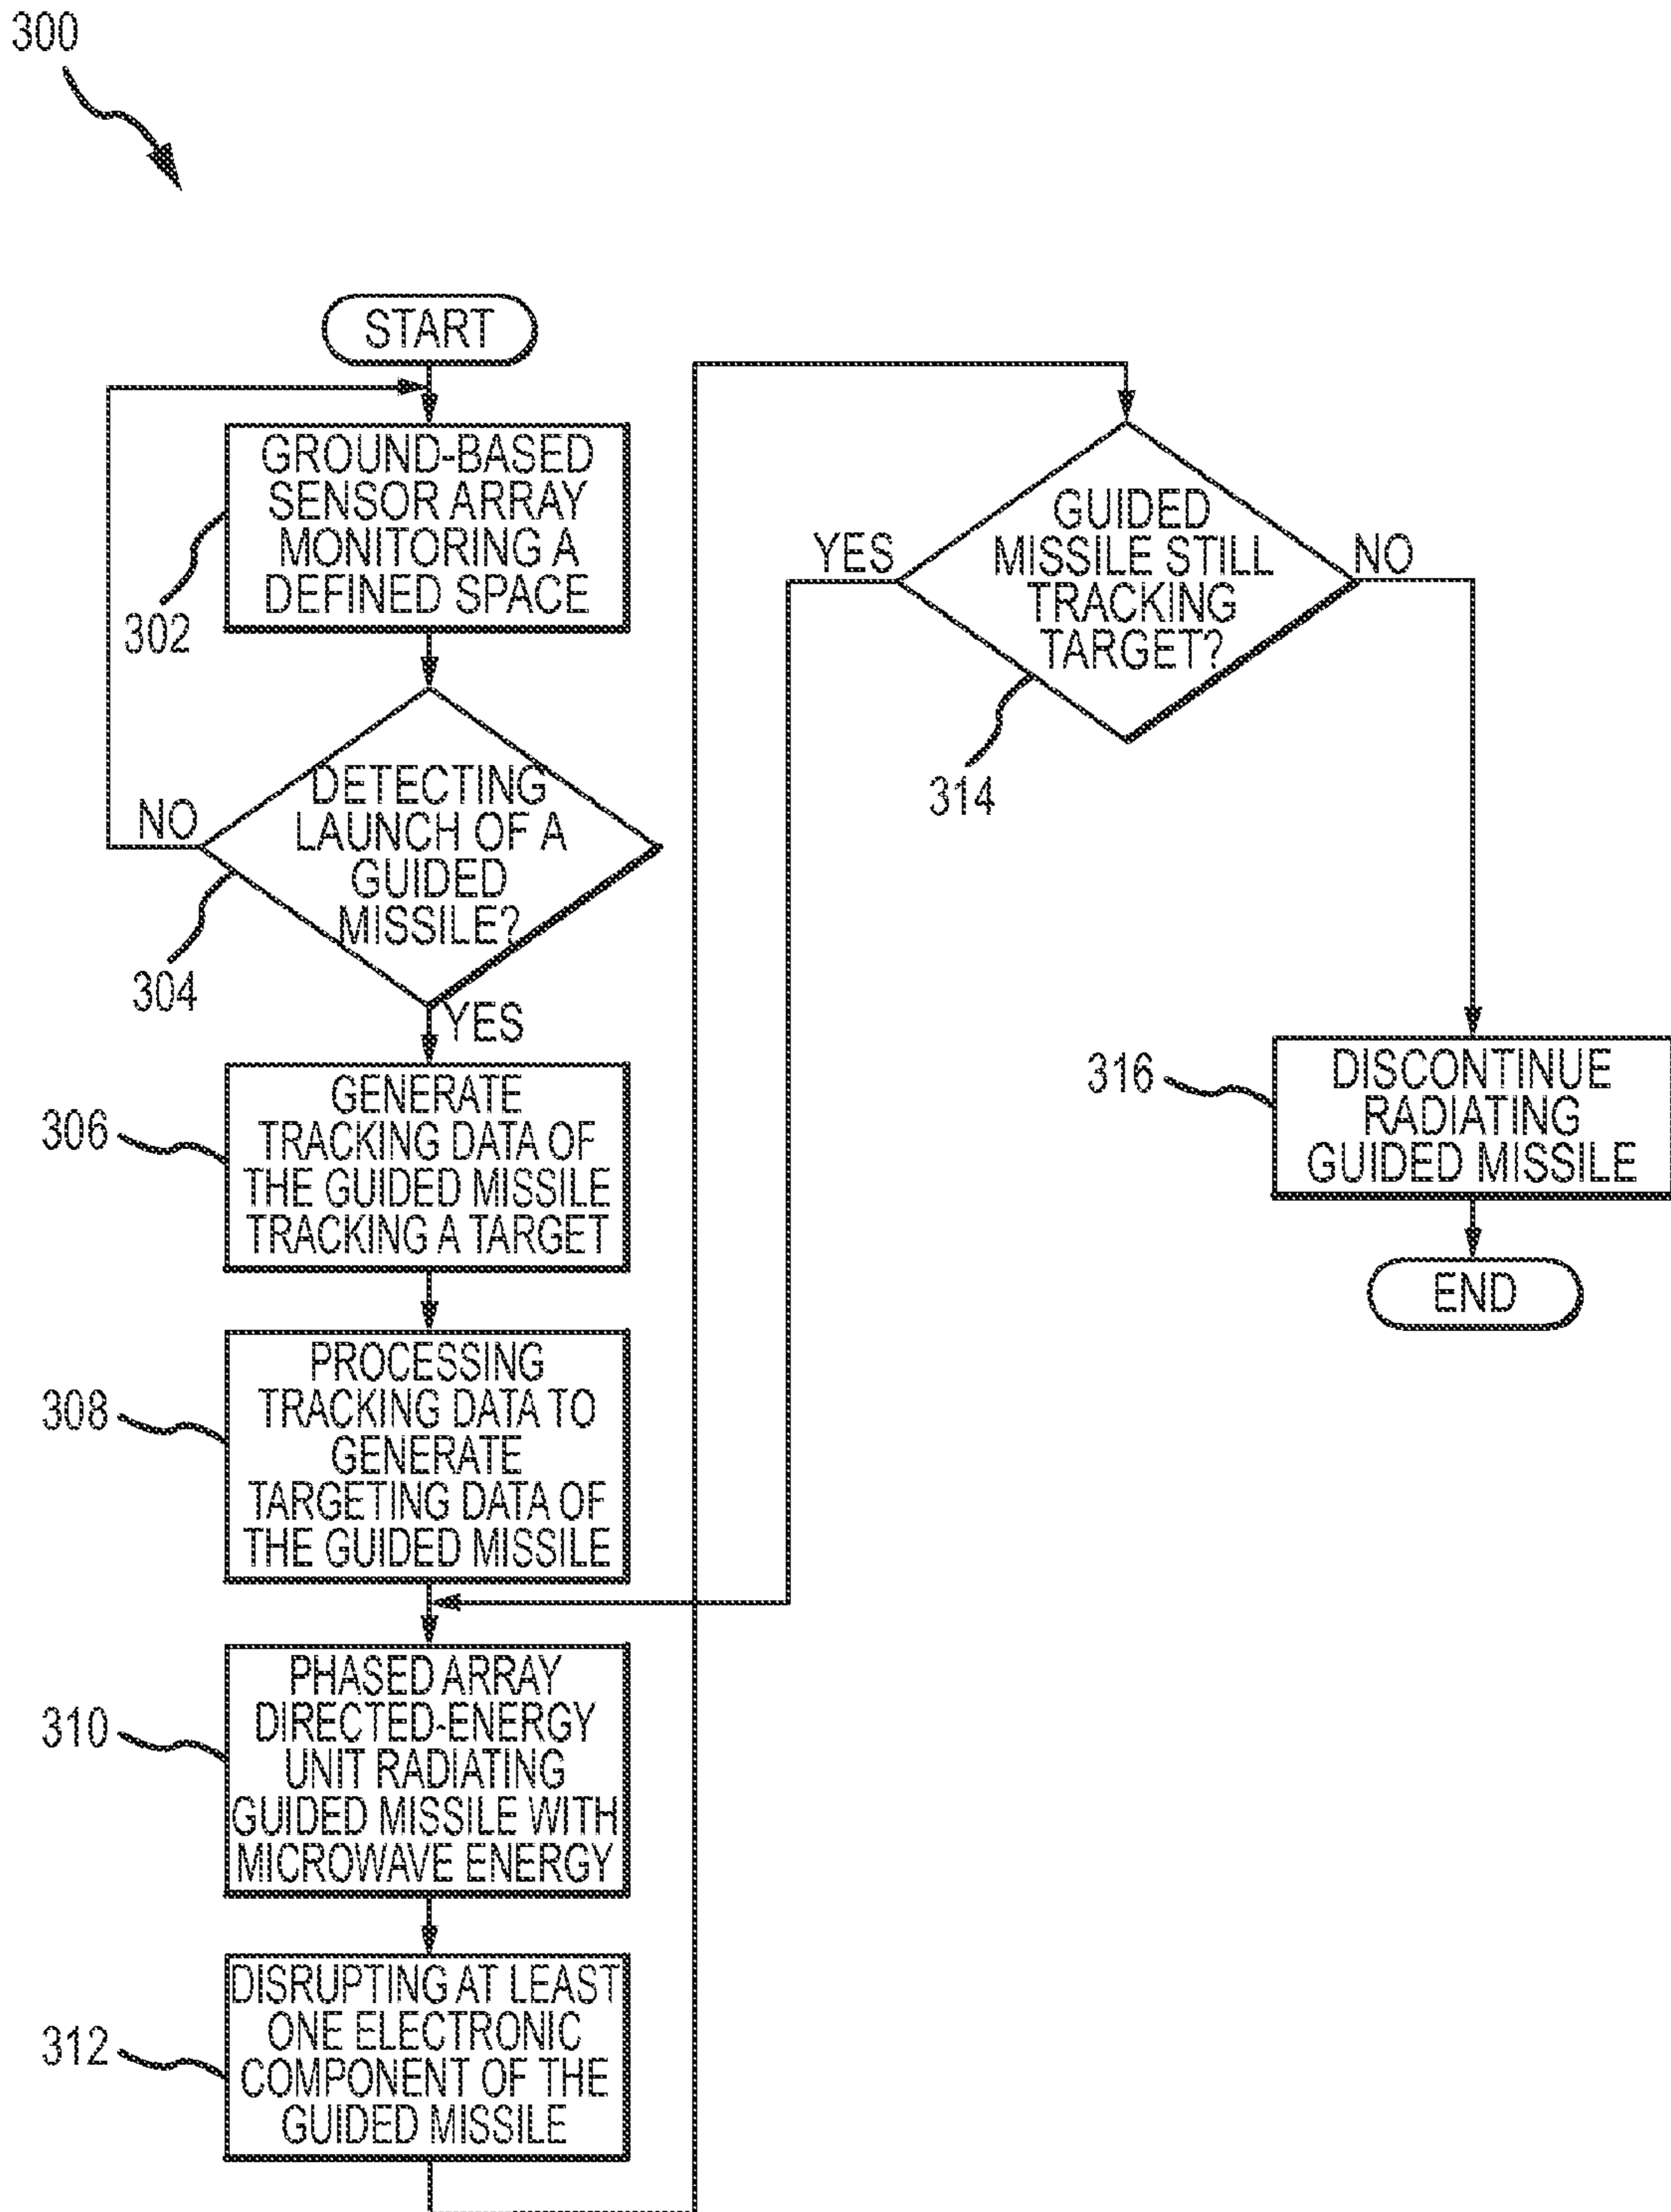 300
START
GROUND-BASED
SENSOR ARRAY
MONITORING A
DEFINED SPACE
302
DETECTING
LAUNCH OF A
GUIDED
MISSILE?
NO
304
YES
GENERATE
TRACKING DATA OF
THE GUIDED MISSILE
TRACKING A TARGET
306
PROCESSING
TRACKING DATA TO
GENERATE
TARGETING DATA OF
THE GUIDED MISSILE
308
PHASED ARRAY
DIRECTED-ENERGY
UNIT RADIATING
GUIDED MISSILE WITH
MICROWAVE ENERGY
310
DISRUPTING AT LEAST
ONE ELECTRONIC
COMPONENT OF THE
GUIDED MISSILE
312
GUIDED
MISSILE STILL
TRACKING
TARGET?
YES
NO
314
DISCONTINUE
RADIATING
GUIDED MISSILE
316
END